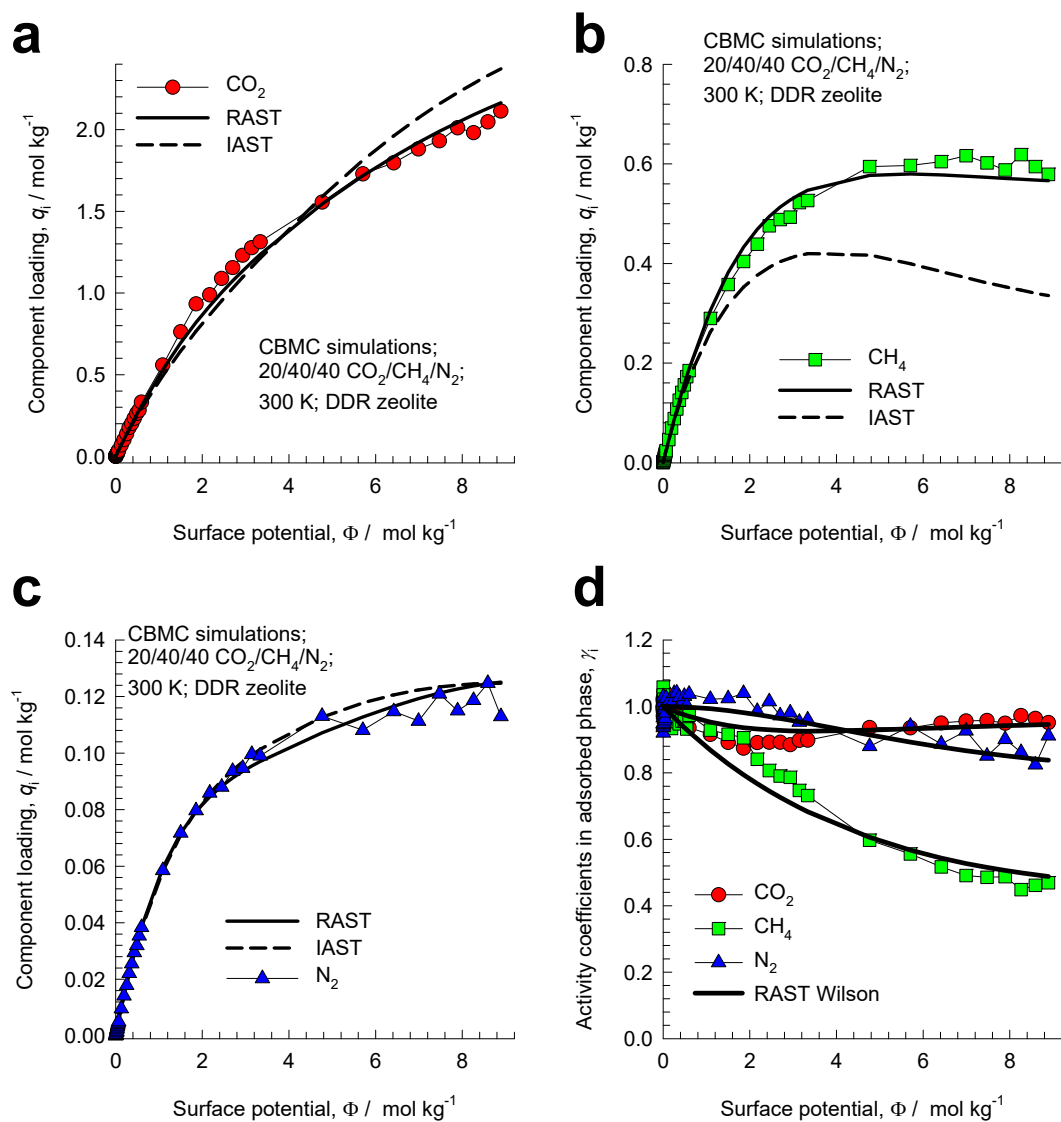 a
CO2
RAST
IAST
CBMC simulations;
20/40/40 CO2/CH4/N2;
300 K; DDR zeolite
Component loading, qi / mol kg-1
0.0
0.5
1.0
1.5
2.0
0
2
4
6
8
Surface potential, Φ / mol kg-1
b
CBMC simulations;
20/40/40 CO2/CH4/N2;
300 K; DDR zeolite
CH4
RAST
IAST
Component loading, qi / mol kg-1
0.0
0.2
0.4
0.6
0.8
0
2
4
6
8
Surface potential, Φ / mol kg-1
c
CBMC simulations;
20/40/40 CO2/CH4/N2;
300 K; DDR zeolite
RAST
IAST
N2
Component loading, qi / mol kg-1
0.00
0.02
0.04
0.06
0.08
0.10
0.12
0.14
0
2
4
6
8
Surface potential, Φ / mol kg-1
d
CO2
CH4
N2
RAST Wilson
Activity coefficients in adsorbed phase, γi
0.0
0.2
0.4
0.6
0.8
1.0
1.2
0
2
4
6
8
Surface potential, Φ / mol kg-1